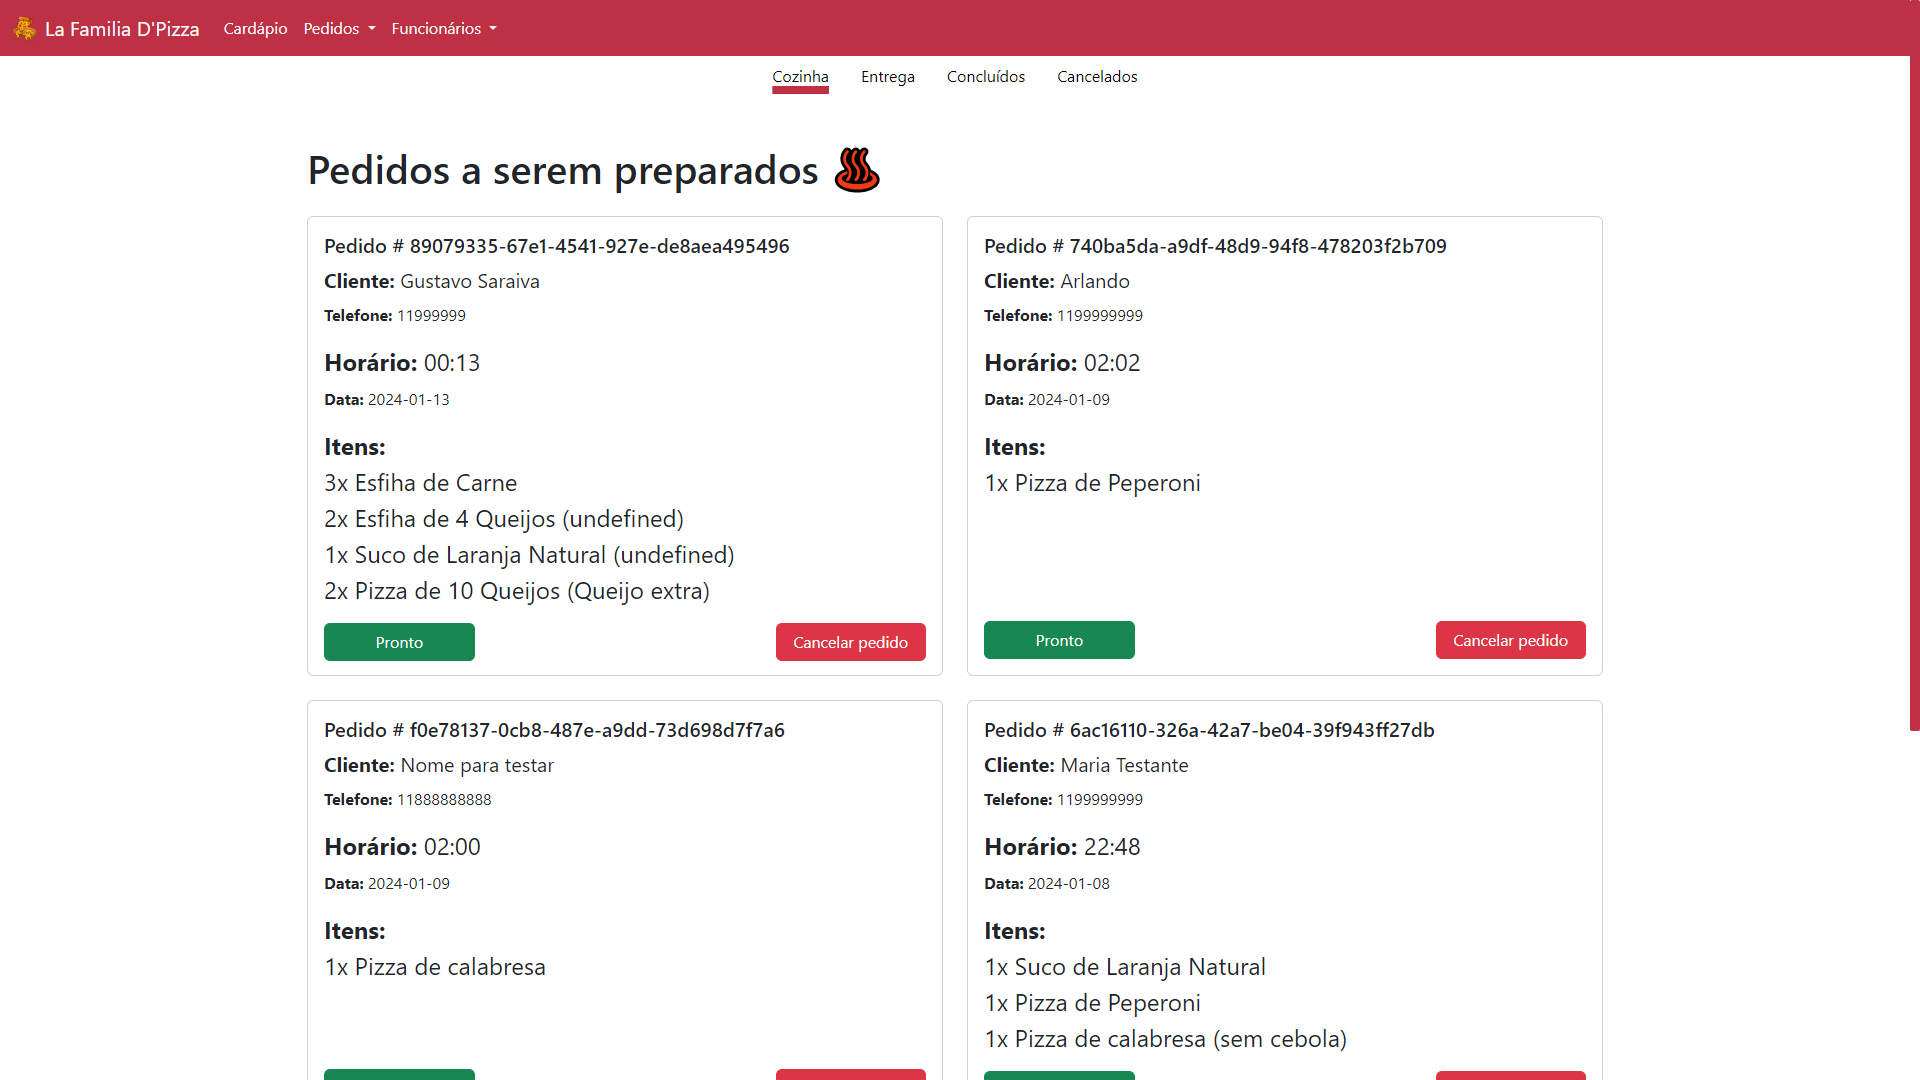 La Familia D'Pizza Cardápio Pedidos Funcionários
Cozinha Entrega Concluídos Cancelados
Pedidos a serem preparados
Pedido # 89079335-67e1-4541-927e-de8aea495496
Cliente: Gustavo Saraiva
Telefone: 11999999
Horário: 00:13
Data: 2024-01-13
Itens:
3x Esfiha de Carne
2x Esfiha de 4 Queijos (undefined)
1x Suco de Laranja Natural (undefined)
2x Pizza de 10 Queijos (Queijo extra)
Pronto Cancelar pedido
Pedido # 740ba5da-a9df-48d9-94f8-478203f2b709
Cliente: Arlando
Telefone: 1199999999
Horário: 02:02
Data: 2024-01-09
Itens:
1x Pizza de Peperoni
Pronto Cancelar pedido
Pedido # f0e78137-0cb8-487e-a9dd-73d698d7f7a6
Cliente: Nome para testar
Telefone: 11888888888
Horário: 02:00
Data: 2024-01-09
Itens:
1x Pizza de calabresa
Pedido # 6ac16110-326a-42a7-be04-39f943ff27db
Cliente: Maria Testante
Telefone: 1199999999
Horário: 22:48
Data: 2024-01-08
Itens:
1x Suco de Laranja Natural
1x Pizza de Peperoni
1x Pizza de calabresa (sem cebola)